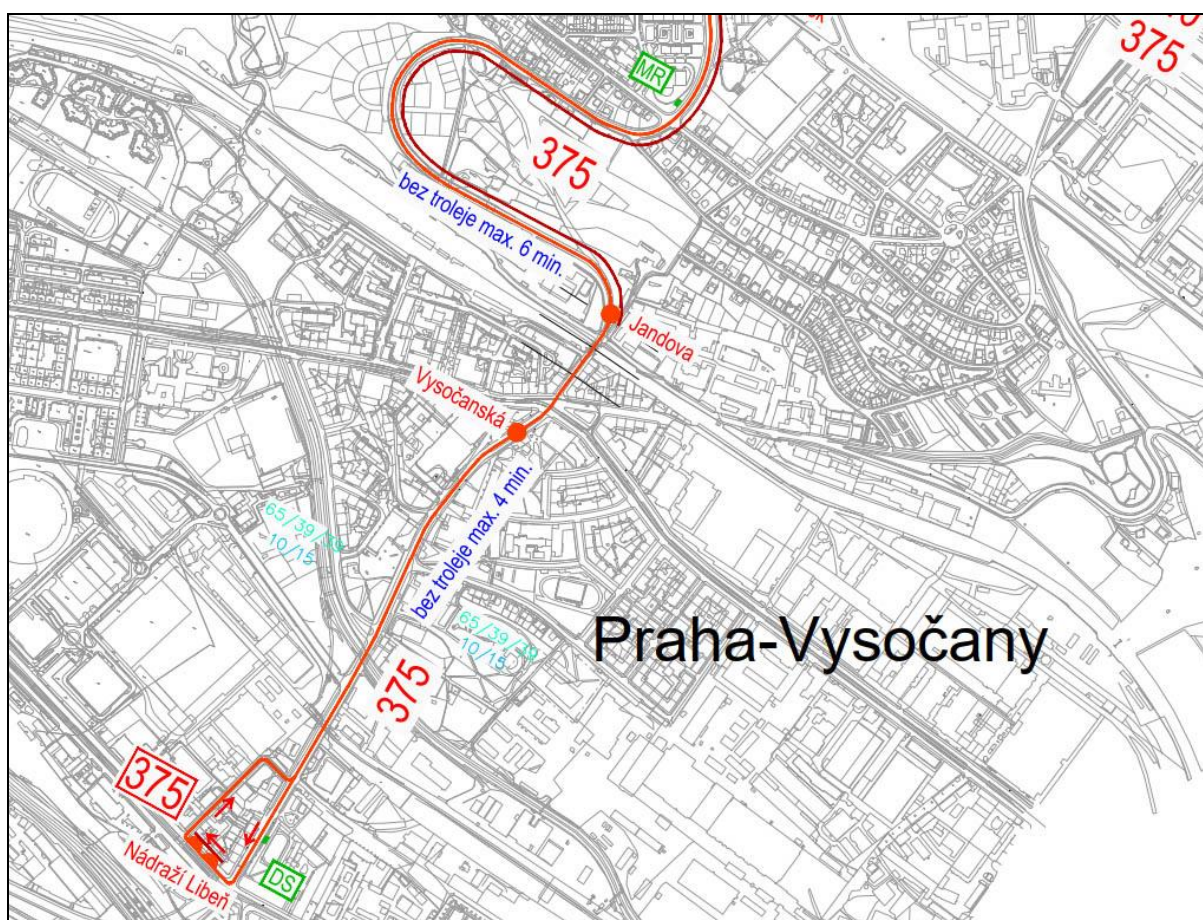 375
MR
375
bez troleje max. 6 min.
Jandova
Vysočanská
bez troleje max. 4 min.
65/39/39
10/15
65/39/39
10/15
Praha-Vysočany
375
375
Nádraží Libeň
DS